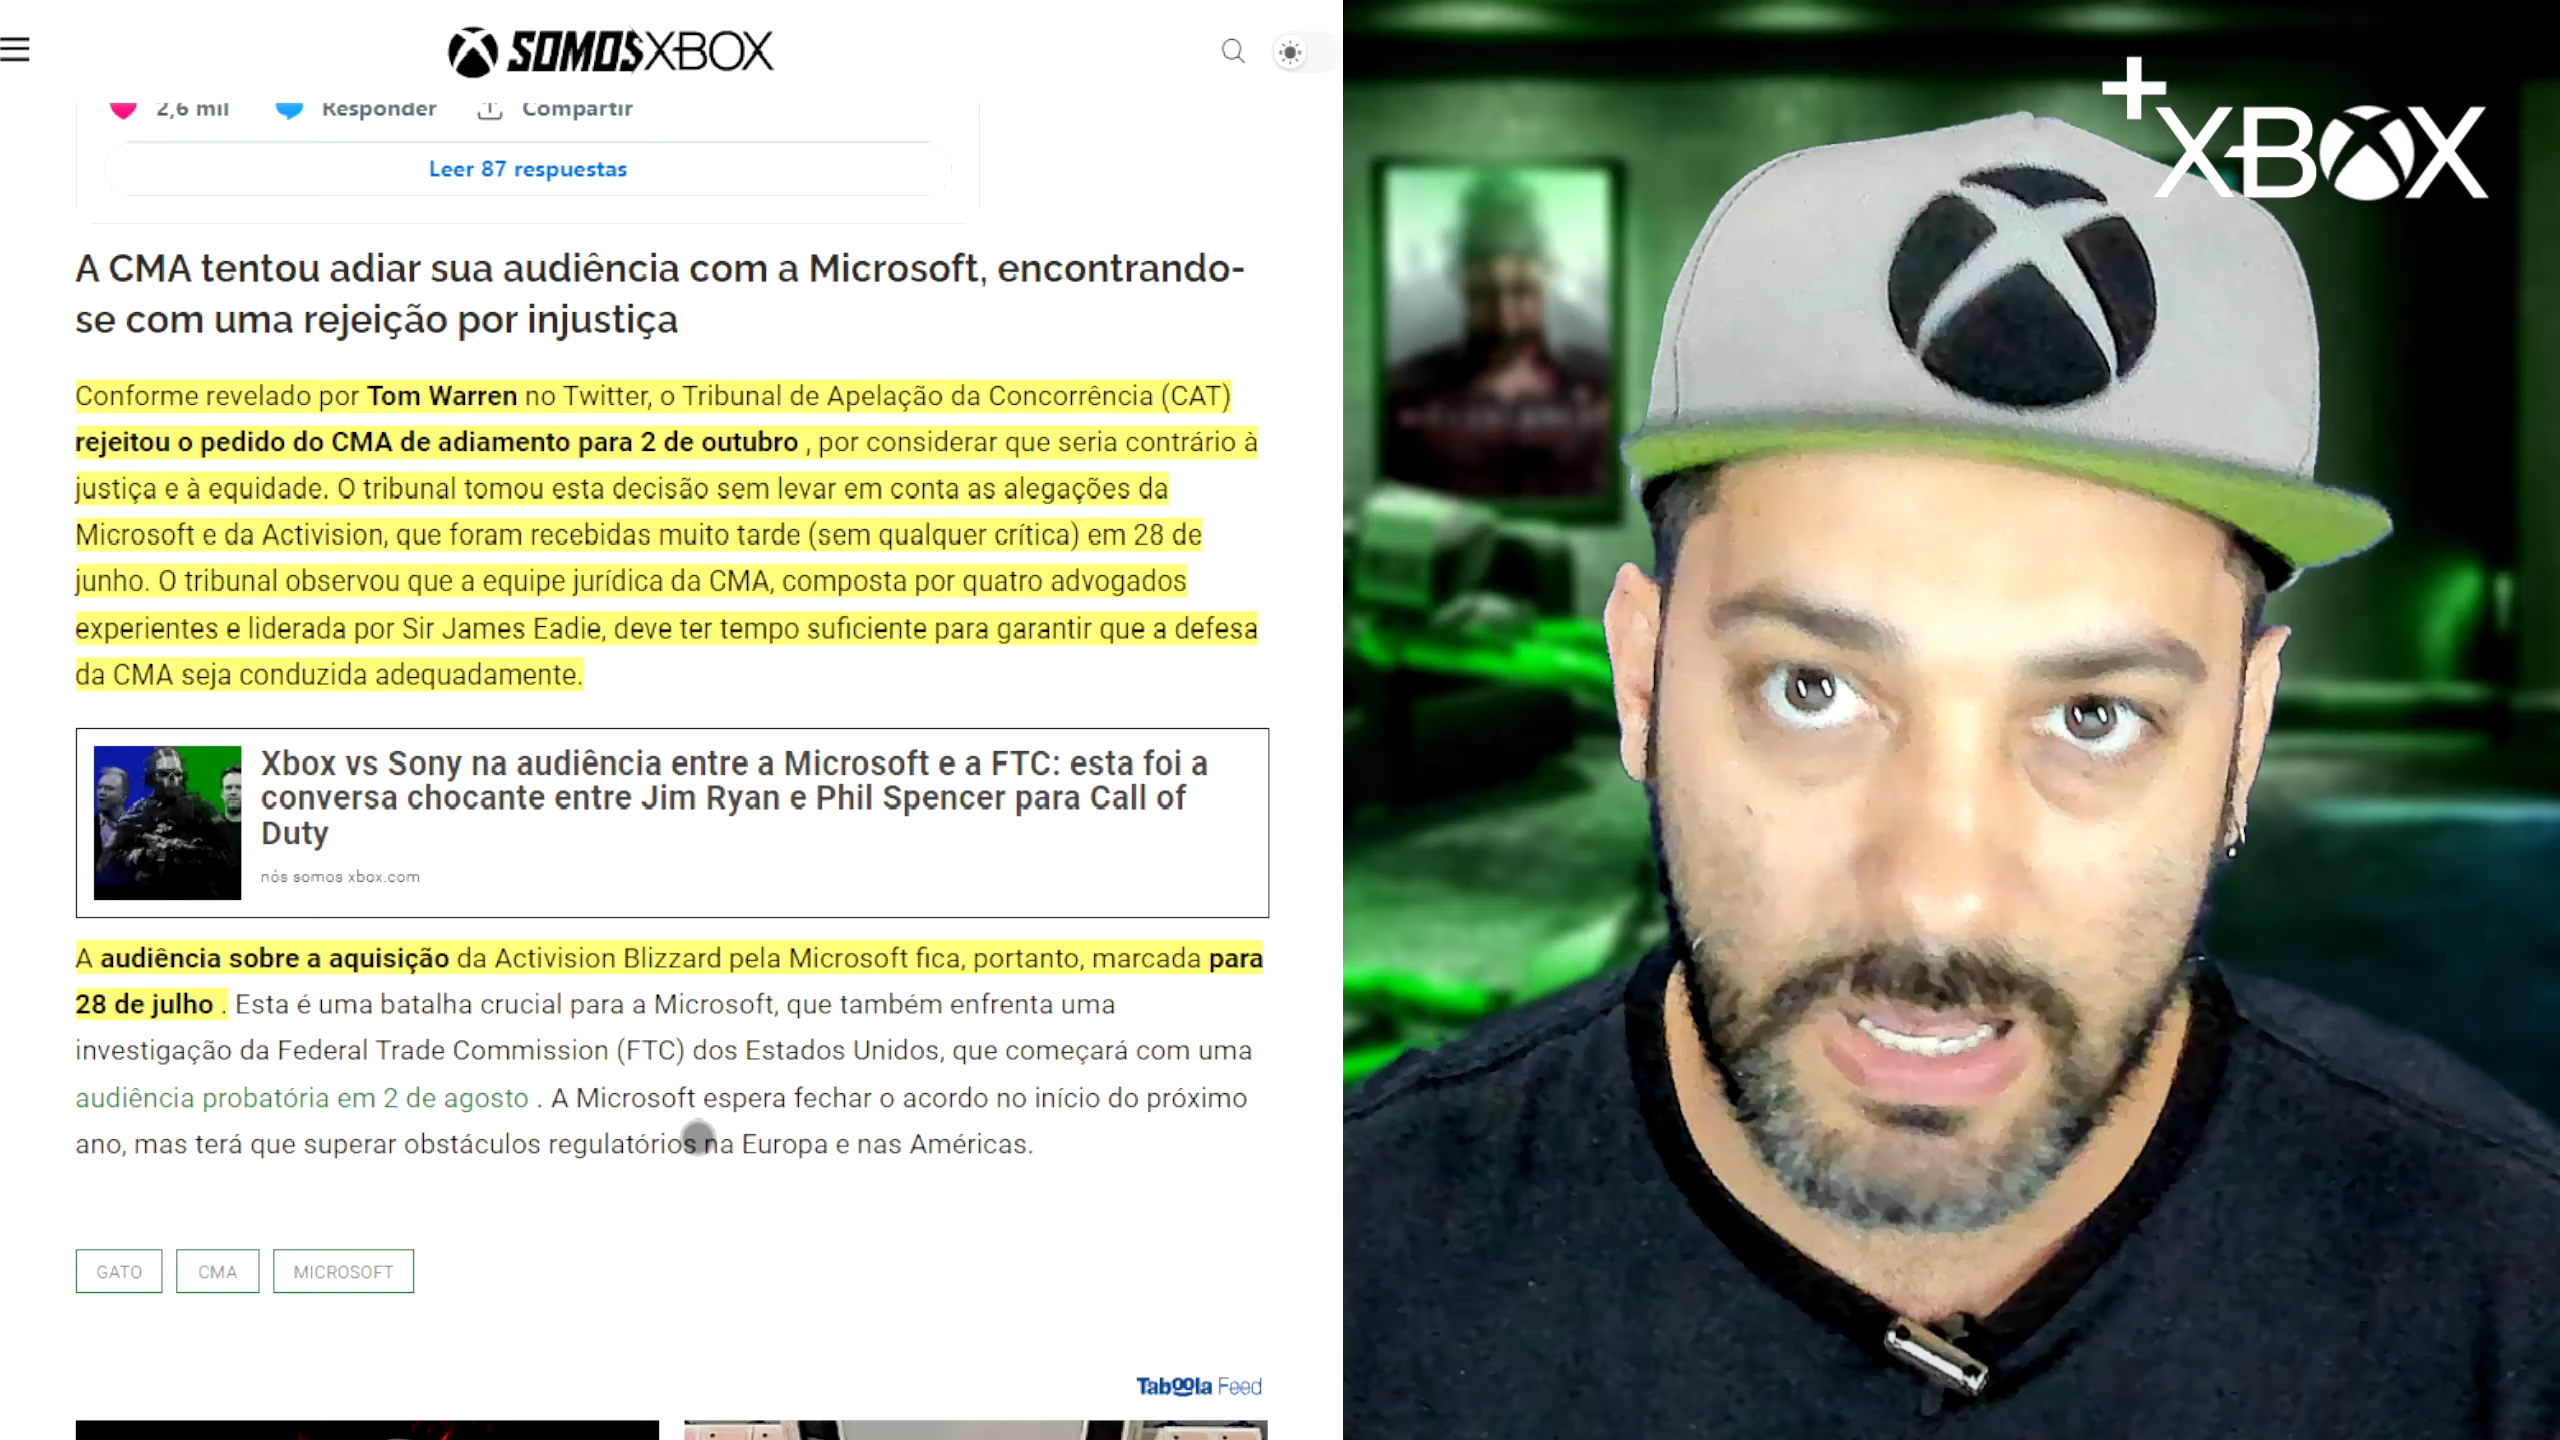 SOMOSXBOX
2,6 mil Responder Compartir
Leer 87 respuestas
A CMA tentou adiar sua audiência com a Microsoft, encontrando-
se com uma rejeição por injustiça
Conforme revelado por Tom Warren no Twitter, o Tribunal de Apelação da Concorrência (CAT)
rejeitou o pedido do CMA de adiamento para 2 de outubro , por considerar que seria contrário à
justiça e à equidade. O tribunal tomou esta decisão sem levar em conta as alegações da
Microsoft e da Activision, que foram recebidas muito tarde (sem qualquer crítica) em 28 de
junho. O tribunal observou que a equipe jurídica da CMA, composta por quatro advogados
experientes e liderada por Sir James Eadie, deve ter tempo suficiente para garantir que a defesa
da CMA seja conduzida adequadamente.
Xbox vs Sony na audiência entre a Microsoft e a FTC: esta foi a
conversa chocante entre Jim Ryan e Phil Spencer para Call of
Duty
nós somos xbox.com
A audiência sobre a aquisição da Activision Blizzard pela Microsoft fica, portanto, marcada para
28 de julho . Esta é uma batalha crucial para a Microsoft, que também enfrenta uma
investigação da Federal Trade Commission (FTC) dos Estados Unidos, que começará com uma
audiência probatória em 2 de agosto . A Microsoft espera fechar o acordo no início do próximo
ano, mas terá que superar obstáculos regulatórios na Europa e nas Américas.
GATO CMA MICROSOFT
Taboola Feed
+XBOX